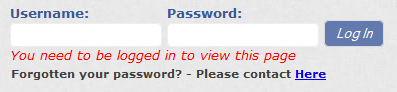 Username: Password:
Log In
You need to be logged in to view this page
Forgotten your password? - Please contact Here